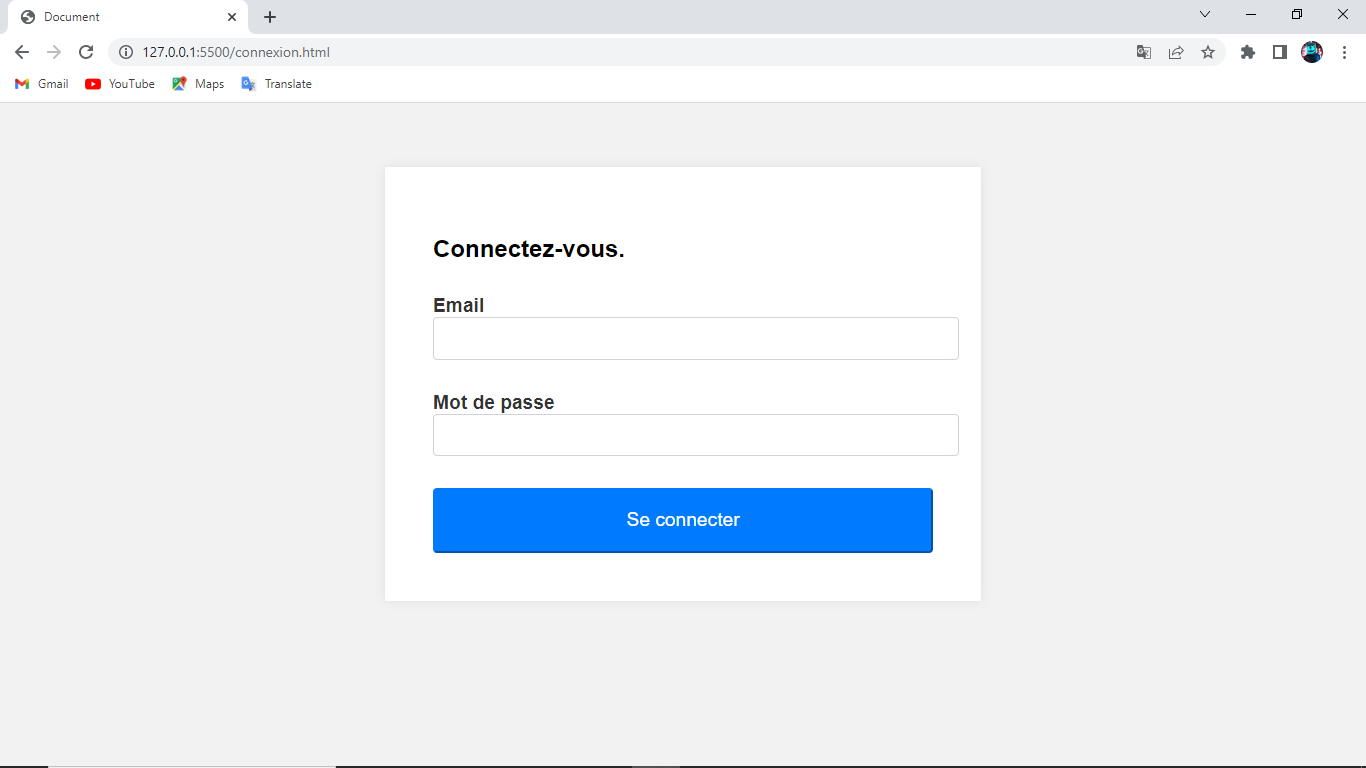 Document
127.0.0.1:5500/connexion.html
Gmail YouTube Maps Translate
Connectez-vous.
Email
Mot de passe
Se connecter